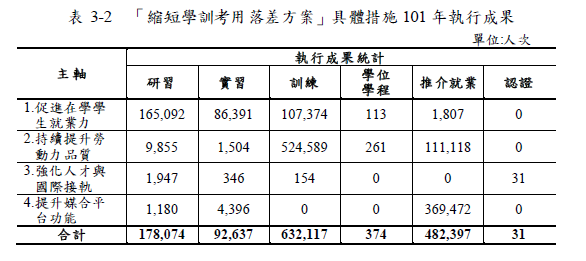 表 3-2 「縮短學訓考用落差方案」具體措施 101 年執行成果
單位:人次
主軸 執行成果統計
研習 實習 訓練 學位學程 推介就業 認證
1.促進在學學生就業力 165,092 86,391 107,374 113 1,807 0
2.持續提升勞動力品質 9,855 1,504 524,589 261 111,118 0
3.強化人才與國際接軌 1,947 346 154 0 0 31
4.提升媒合平台功能 1,180 4,396 0 0 369,472 0
合計 178,074 92,637 632,117 374 482,397 31